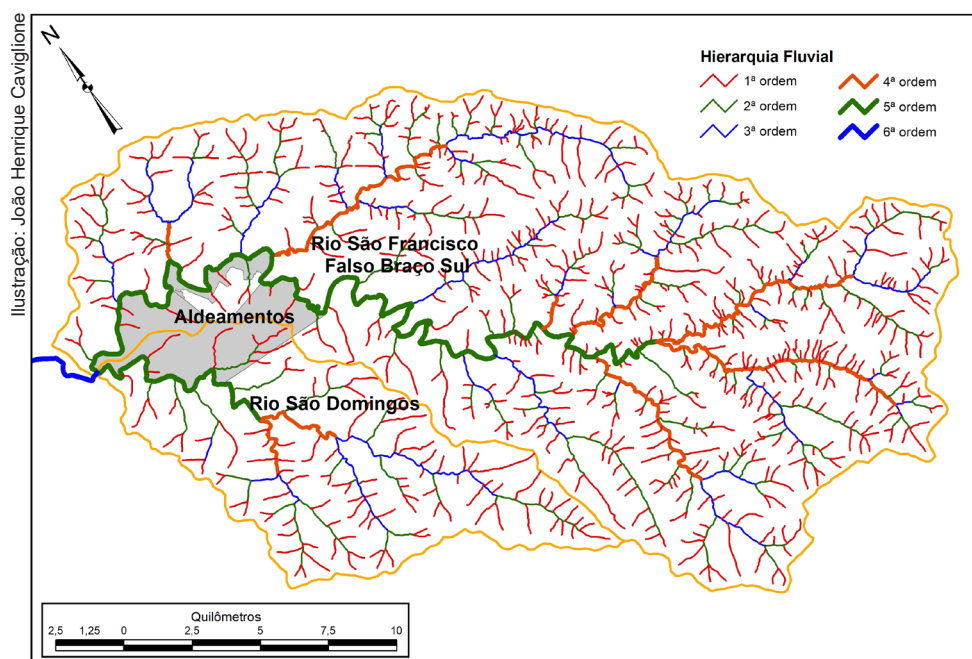 Ilustração: João Henrique Caviglione
N
Hierarquia Fluvial
1ª ordem
2ª ordem
3ª ordem
4ª ordem
5ª ordem
6ª ordem
Rio São Francisco
Falso Braço Sul
Aldeamentos
Rio São Domingos
Quilômetros
2,5 1,25 0 2,5 5 7,5 10